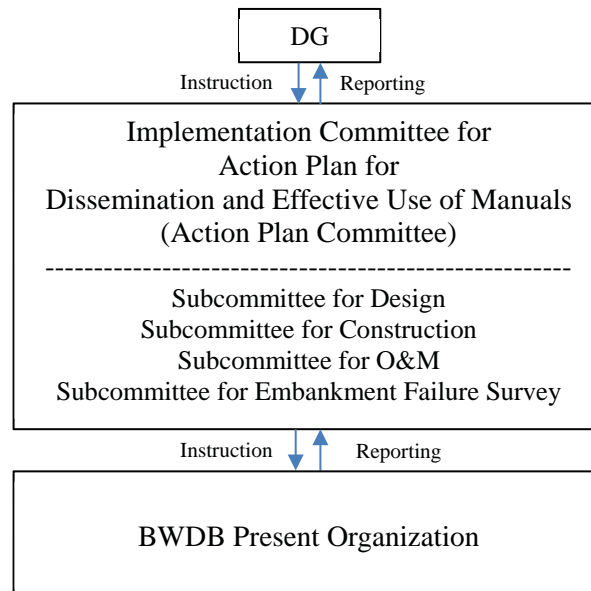 DG
Instruction Reporting
Implementation Committee for
Action Plan for
Dissemination and Effective Use of Manuals
(Action Plan Committee)
Subcommittee for Design
Subcommittee for Construction
Subcommittee for O&M
Subcommittee for Embankment Failure Survey
Instruction Reporting
BWDB Present Organization